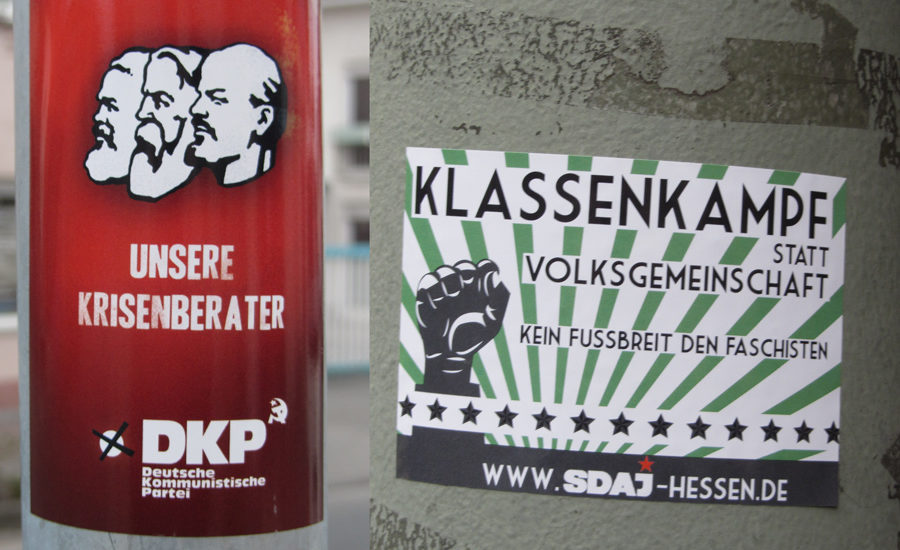 UNSERE
KRISENBERATER
DKP
Deutsche
Kommunistische
Partei
KLASSENKAMPF
STATT
VOLKSGEMEINSCHAFT
KEIN FUSSBREIT DEN FASCHISTEN
WWW.SDAJ-HESSEN.DE